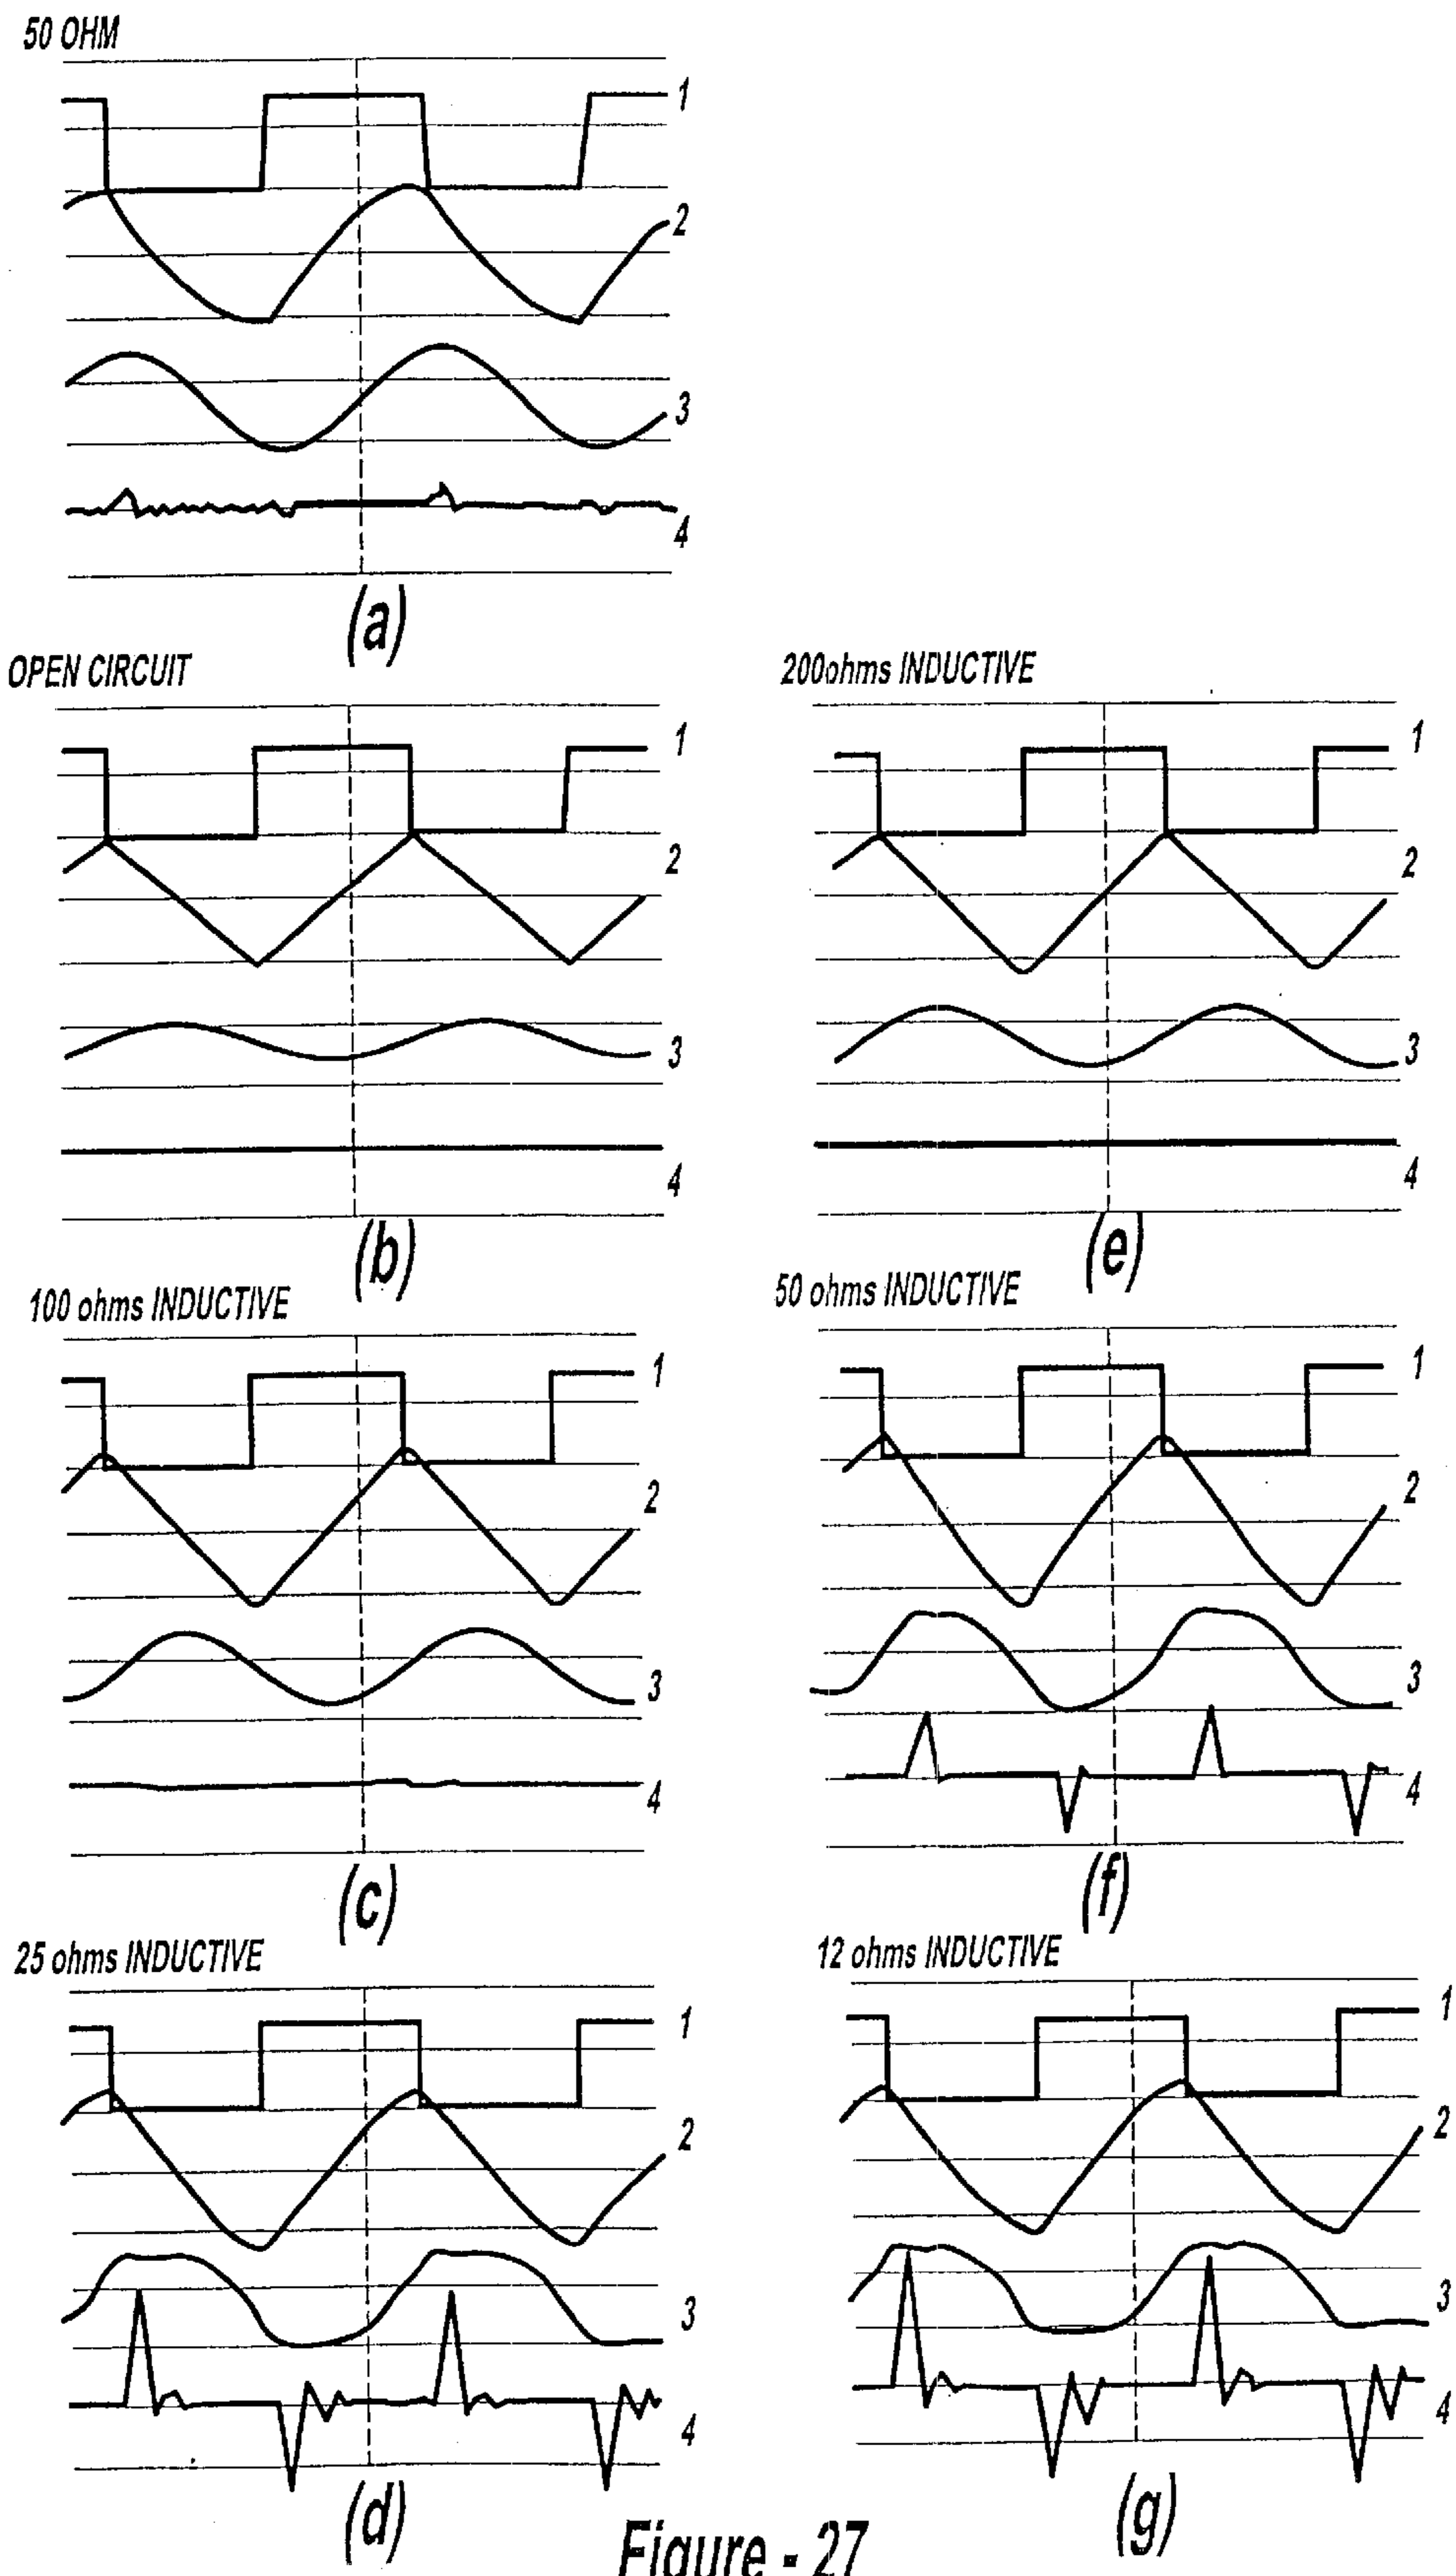 50 OHM
1
2
3
4
(a)
OPEN CIRCUIT
1
2
3
4
(b)
200ohms INDUCTIVE
1
2
3
4
(e)
100 ohms INDUCTIVE
1
2
3
4
(c)
50 ohms INDUCTIVE
1
2
3
4
(f)
25 ohms INDUCTIVE
1
2
3
4
(d)
12 ohms INDUCTIVE
1
2
3
4
(g)
Figure - 27